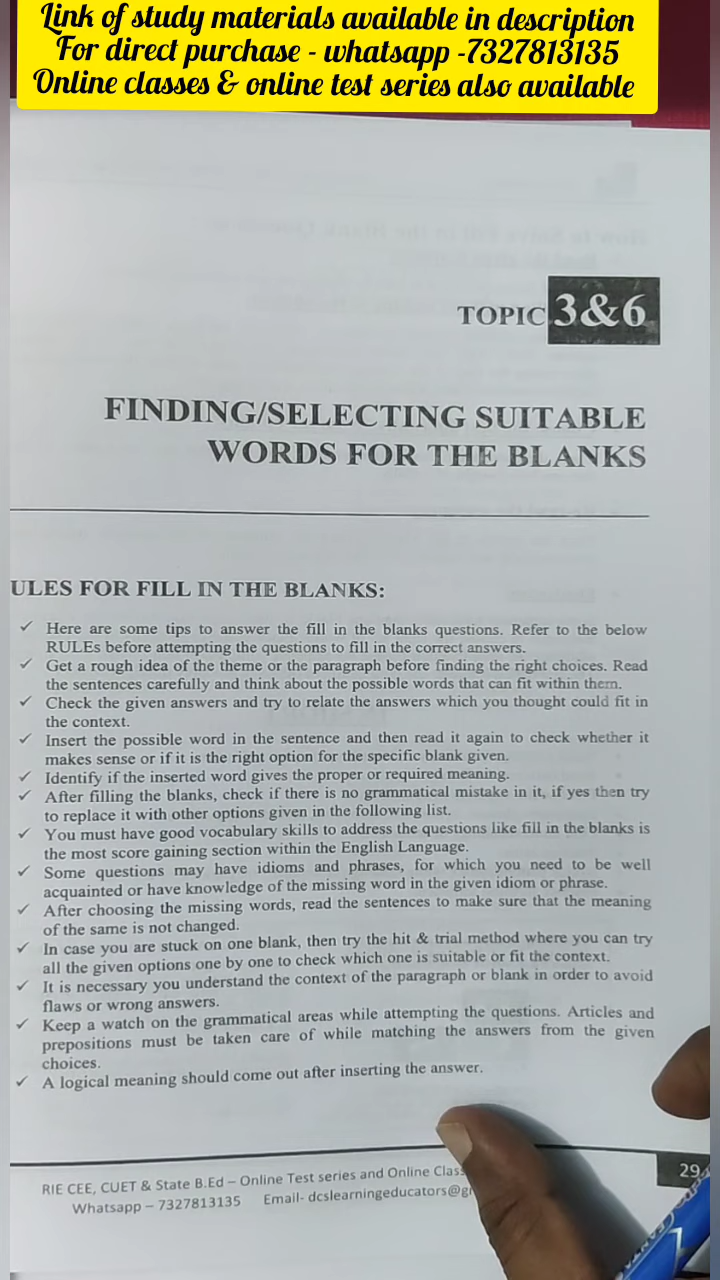 Link of study materials available in description
For direct purchase - whatsapp -7327813135
Online classes & online test series also available
TOPIC 3&6
FINDING/SELECTING SUITABLE
WORDS FOR THE BLANKS
ULES FOR FILL IN THE BLANKS:
✓ Here are some tips to answer the fill in the blanks questions. Refer to the below
RULEs before attempting the questions to fill in the correct answers.
✓ Get a rough idea of the theme or the paragraph before finding the right choices. Read
the sentences carefully and think about the possible words that can fit within them.
✓ Check the given answers and try to relate the answers which you thought could fit in
the context.
✓ Insert the possible word in the sentence and then read it again to check whether it
makes sense or if it is the right option for the specific blank given.
✓ Identify if the inserted word gives the proper or required meaning.
✓ After filling the blanks, check if there is no grammatical mistake in it, if yes then try
to replace it with other options given in the following list.
✓ You must have good vocabulary skills to address the questions like fill in the blanks is
the most score gaining section within the English Language.
✓ Some questions may have idioms and phrases, for which you need to be well
acquainted or have knowledge of the missing word in the given idiom or phrase.
✓ After choosing the missing words, read the sentences to make sure that the meaning
of the same is not changed.
✓ In case you are stuck on one blank, then try the hit & trial method where you can try
all the given options one by one to check which one is suitable or fit the context.
✓ It is necessary you understand the context of the paragraph or blank in order to avoid
flaws or wrong answers.
✓ Keep a watch on the grammatical areas while attempting the questions. Articles and
prepositions must be taken care of while matching the answers from the given
choices.
✓ A logical meaning should come out after inserting the answer.
RIE CEE, CUET & State B.Ed – Online Test series and Online Clas
Whatsapp – 7327813135 Email- dcslearningeducators@g
29